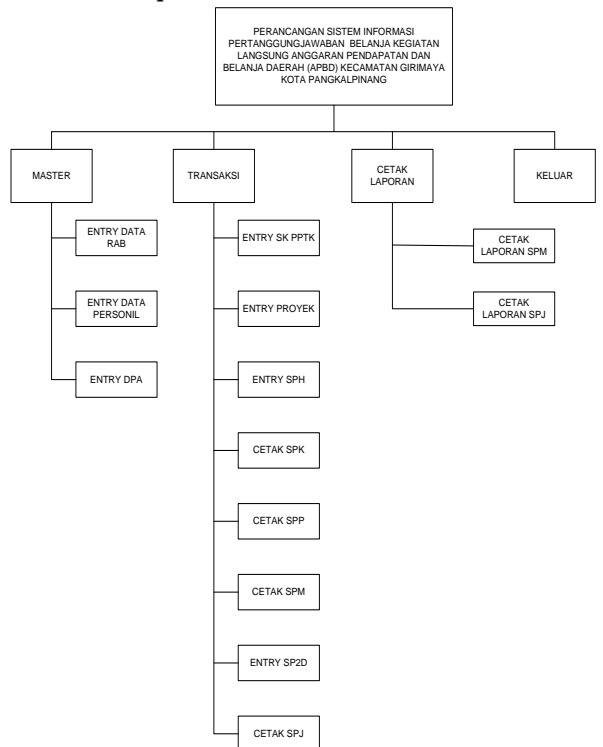 PERANCANGAN SISTEM INFORMASI
PERTANGGUNGJAWABAN BELANJA KEGIATAN
LANGSUNG ANGGARAN PENDAPATAN DAN
BELANJA DAERAH (APBD) KECAMATAN GIRIMAYA
KOTA PANGKALPINANG
MASTER
ENTRY DATA
RAB
ENTRY DATA
PERSONIL
ENTRY DPA
TRANSAKSI
ENTRY SK PPTK
ENTRY PROYEK
ENTRY SPH
CETAK SPK
CETAK SPP
CETAK SPM
ENTRY SP2D
CETAK SPJ
CETAK
LAPORAN
CETAK
LAPORAN SPM
CETAK
LAPORAN SPJ
KELUAR